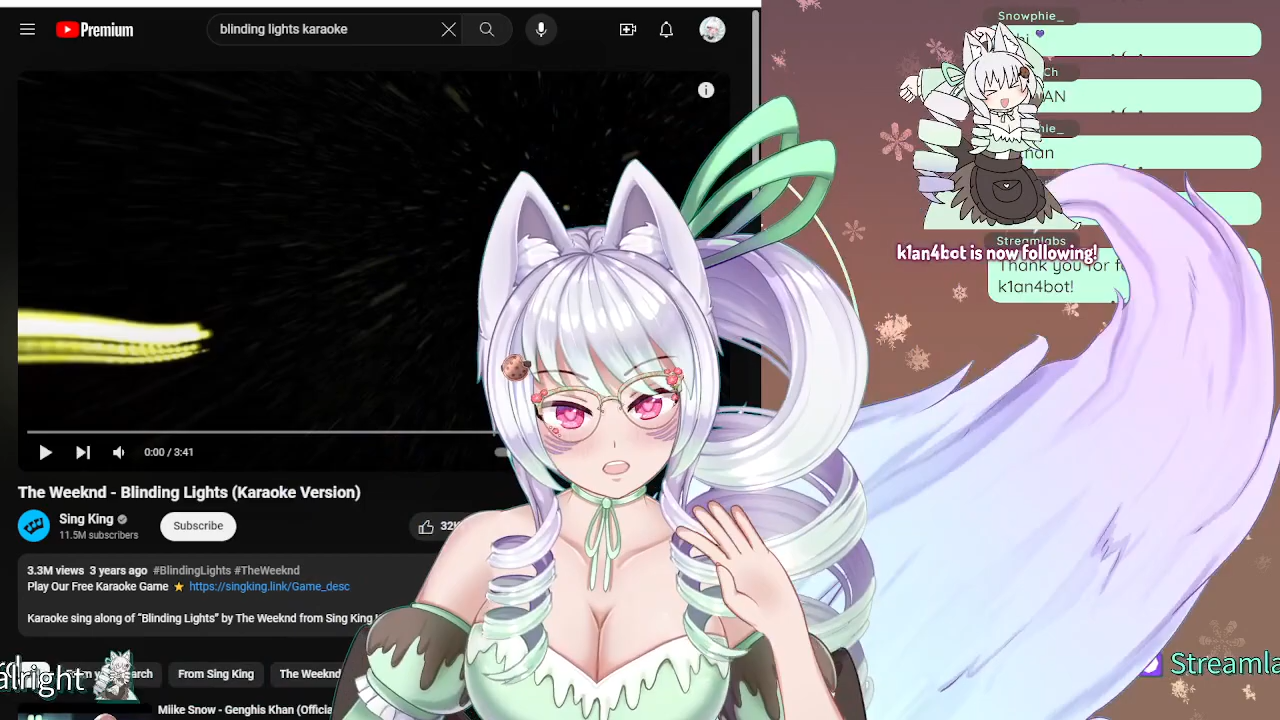 Premium
blinding lights karaoke
0:00 / 3:41
The Weeknd - Blinding Lights (Karaoke Version)
Sing King
11.5M subscribers
Subscribe
32K
3.3M views 3 years ago #BlindingLights #TheWeeknd
Play Our Free Karaoke Game ⭐ https://singking.link/Game_desc
Karaoke sing along of “Blinding Lights” by The Weeknd from Sing King
From Sing King
The Weeknd
Miike Snow - Genghis Khan (Officia
alright
Snowphie_
k1an4bot is now following!
Streamlabs
Thank you for
k1an4bot!
Streamla